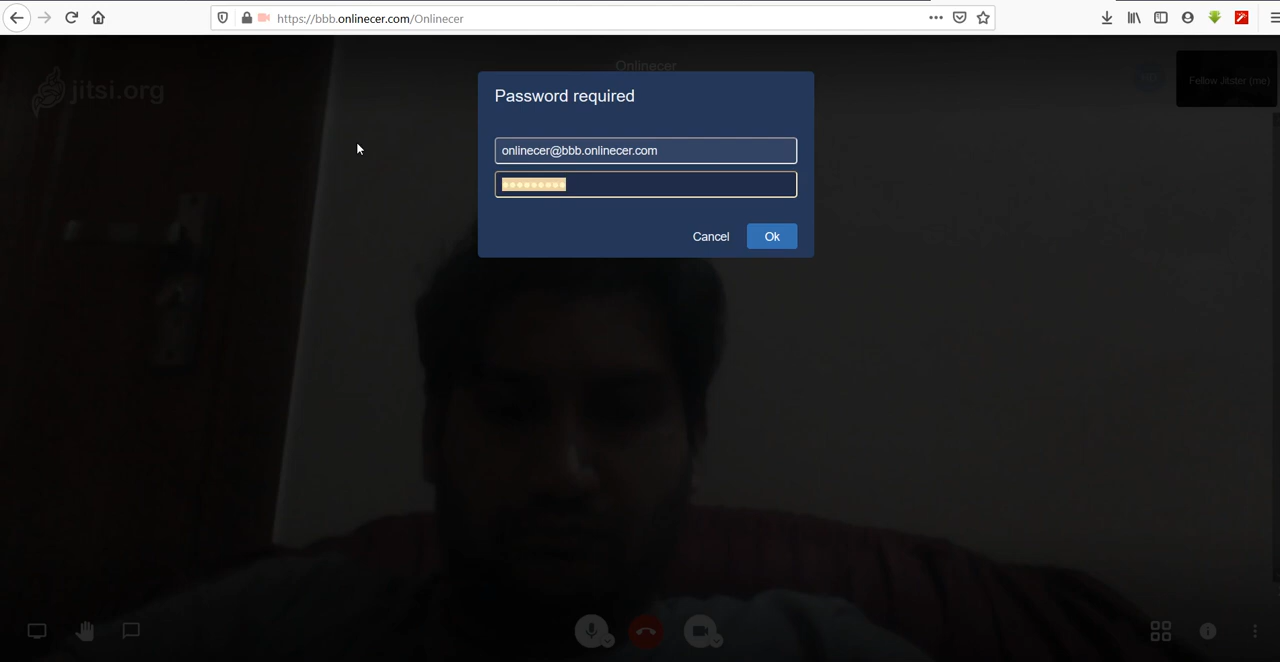 https://bbb.onlinecer.com/Onlinecer
Onlinecer
jitsi.org
Fellow Jitster (me)
Password required
onlinecer@bbb.onlinecer.com
Cancel
Ok